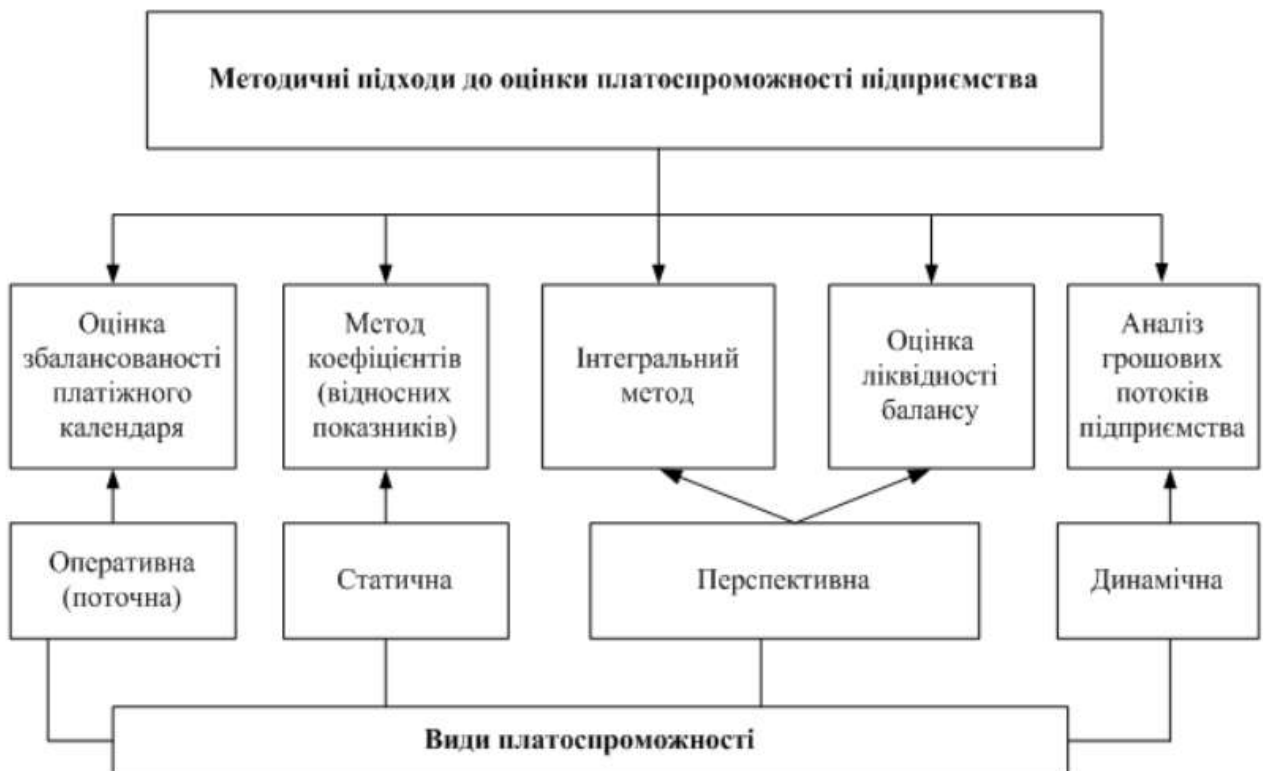 Методичні підходи до оцінки платоспроможності підприємства
Оцінка
збалансованості
платіжного
календаря
Метод
коефіцієнтів
(відносних
показників)
Інтегральний
метод
Оцінка
ліквідності
балансу
Аналіз
грошових
потоків
підприємства
Оперативна
(поточна)
Статична
Перспективна
Динамічна
Види платоспроможності